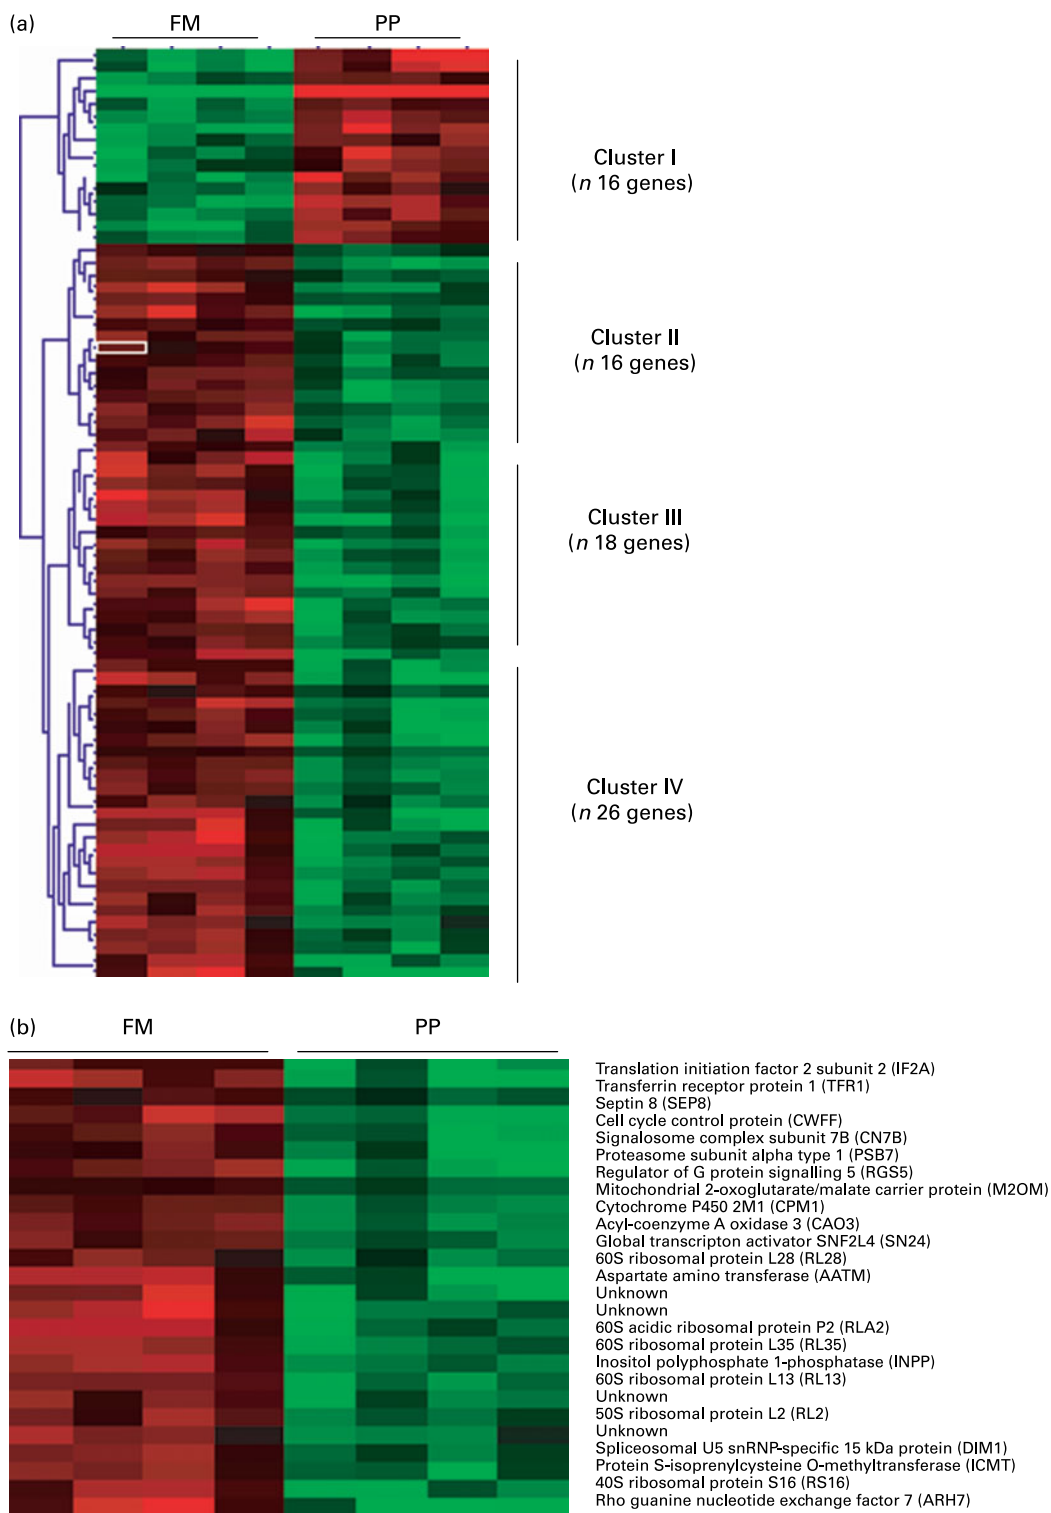 (a)
FM PP
Cluster I
(n 16 genes)
Cluster II
(n 16 genes)
Cluster III
(n 18 genes)
Cluster IV
(n 26 genes)
(b)
FM PP
Translation initiation factor 2 subunit 2 (IF2A)
Transferrin receptor protein 1 (TFR1)
Septin 8 (SEP8)
Cell cycle control protein (CWFF)
Signalosome complex subunit 7B (CN7B)
Proteasome subunit alpha type 1 (PSB7)
Regulator of G protein signalling 5 (RGS5)
Mitochondrial 2-oxoglutarate/malate carrier protein (M2OM)
Cytochrome P450 2M1 (CPM1)
Acyl-coenzyme A oxidase 3 (CAO3)
Global transcripton activator SNF2L4 (SN24)
60S ribosomal protein L28 (RL28)
Aspartate amino transferase (AATM)
Unknown
Unknown
60S acidic ribosomal protein P2 (RLA2)
60S ribosomal protein L35 (RL35)
Inositol polyphosphate 1-phosphatase (INPP)
60S ribosomal protein L13 (RL13)
Unknown
50S ribosomal protein L2 (RL2)
Unknown
Spliceosomal U5 snRNP-specific 15 kDa protein (DIM1)
Protein S-isoprenylcysteine O-methyltransferase (ICMT)
40S ribosomal protein S16 (RS16)
Rho guanine nucleotide exchange factor 7 (ARH7)